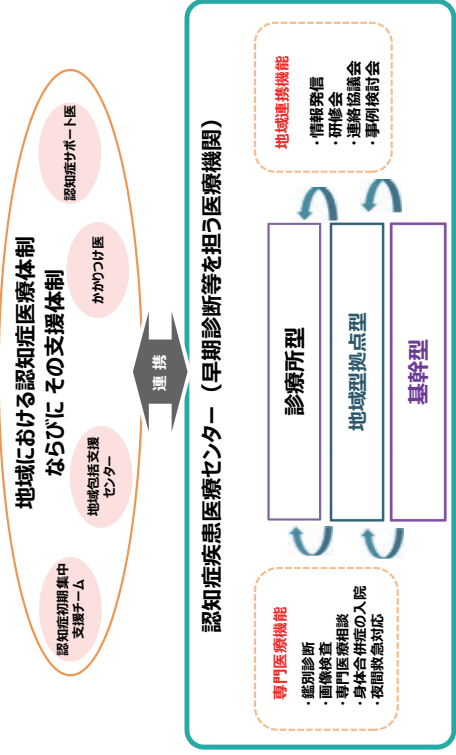 地域における認知症医療体制
ならびに その支援体制
認知症初期集中
支援チーム
地域包括支援
センター
かかりつけ医
認知症サポート医
連携
認知症疾患医療センター（早期診断等を担う医療機関）
専門医療機能
・鑑別診断
・画像検査
・専門医療相談
・身体合併症の入院
・夜間救急対応
診療所型
地域型拠点型
基幹型
地域連携機能
・情報発信
・研修会
・連絡協議会
・事例検討会